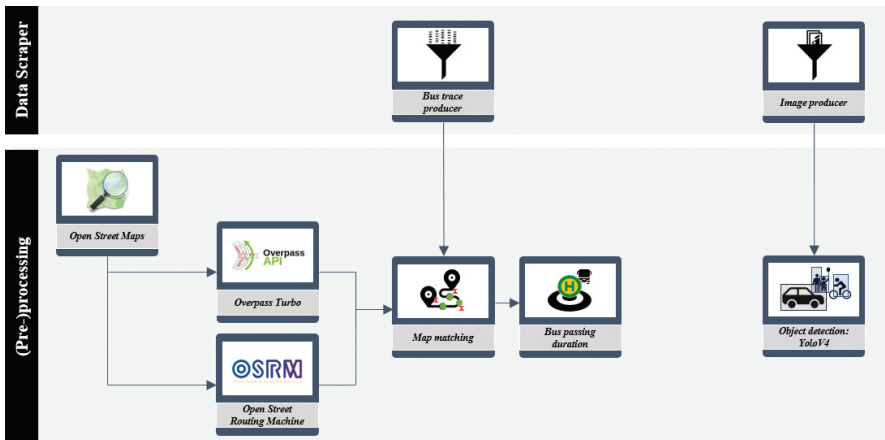 Data Scraper
Bus trace
producer
Image producer
(Pre-)processing
Open Street Maps
Overpass
API
Overpass Turbo
OSRM
Open Street
Routing Machine
Map matching
H
Bus passing
duration
Object detection:
YoloV4